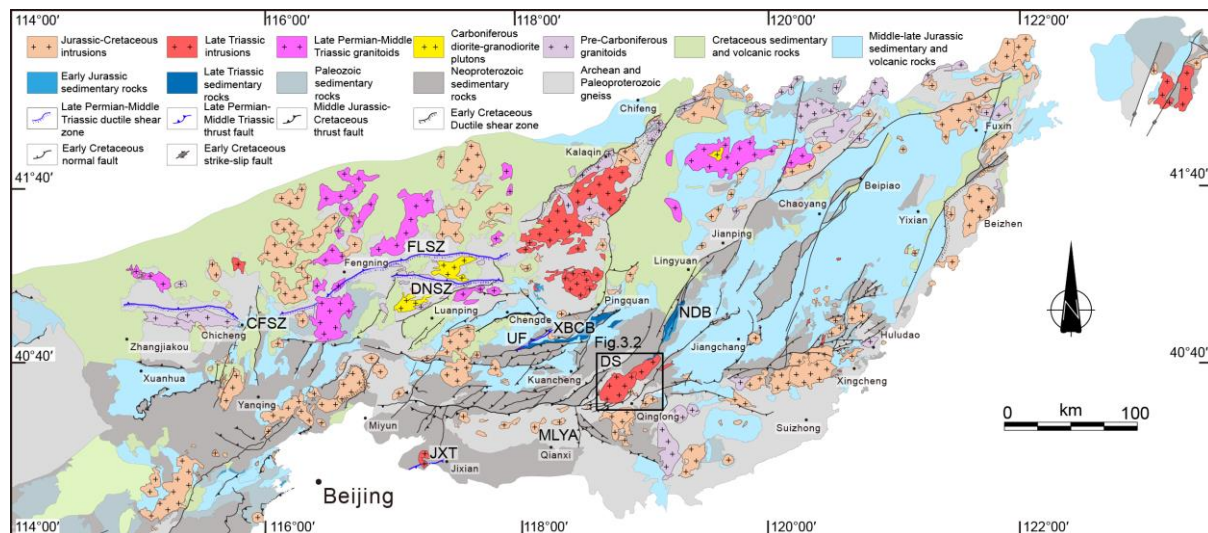 114°00′
116°00′
118°00′
120°00′
122°00′
Jurassic-Cretaceous
intrusions
Late Triassic
intrusions
Late Permian-Middle
Triassic granitoids
Carboniferous
diorite-granodiorite
plutons
Pre-Carboniferous
granitoids
Cretaceous sedimentary
and volcanic rocks
Middle-late Jurassic
sedimentary and
volcanic rocks
Early Jurassic
sedimentary rocks
Late Triassic
sedimentary
rocks
Paleozoic
sedimentary
rocks
Neoproterozoic
sedimentary
rocks
Archean and
Paleoproterozoic
gneiss
Late Permian-Middle
Triassic ductile shear
zone
Late Permian-
Middle Triassic
thrust fault
Middle Jurassic-
Cretaceous
thrust fault
Early Cretaceous
Ductile shear zone
Early Cretaceous
normal fault
Early Cretaceous
strike-slip fault
Chifeng
Fuxin
Kalaqin
41°40′
41°40′
Beipiao
Chaoyang
Yixian
Beizhen
Jianping
FLSZ
Fengning
Lingyuan
DNSZ
Pingquan
Luanping
Chengde
NDB
CFSZ
XBCB
Chicheng
UF
Fig.3.2
Zhangjiakou
Jiangchang
Huludao
40°40′
40°40′
DS
Xuanhua
Kuancheng
Xingcheng
Yanqing
Qinglong
Miyun
Suizhong
0
km
100
MLYA
JXT
Jixian
Qianxi
Beijing
N
114°00′
116°00′
118°00′
120°00′
122°00′